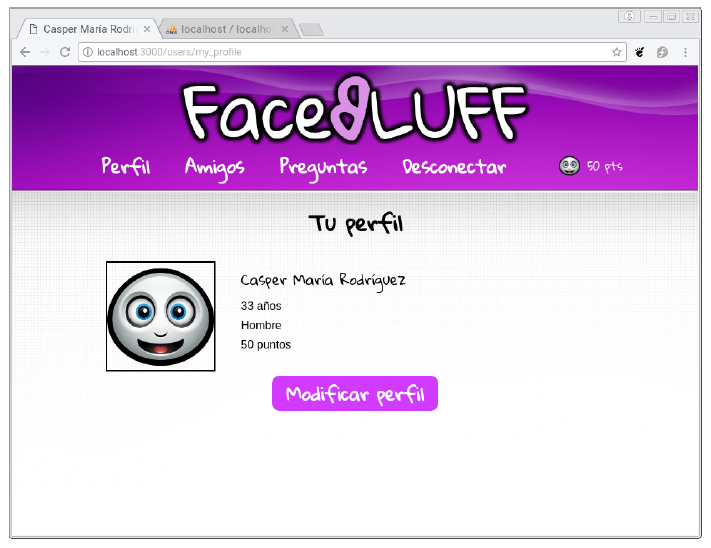 Casper María Rodrí
localhost / localho
localhost:3000/users/my_profile
FaceBLUFF
Perfil Amigos Preguntas Desconectar 50 pts
Tu perfil
Casper María Rodríguez
33 años
Hombre
50 puntos
Modificar perfil